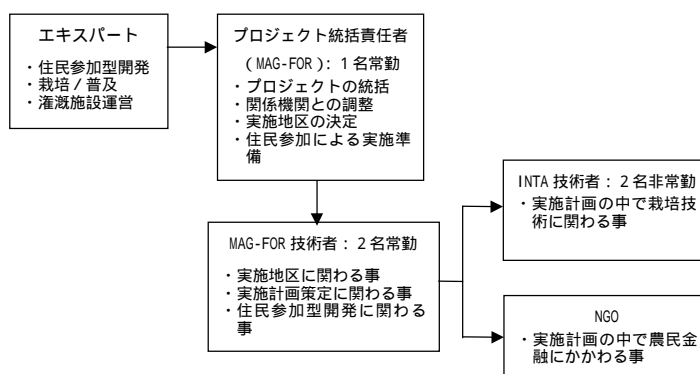 エキスパート
・住民参加型開発
・栽培/普及
・潅漑施設運営
プロジェクト統括責任者
(MAG-FOR): 1名常勤
・プロジェクトの統括
・関係機関との調整
・実施地区の決定
・住民参加による実施準
備
MAG-FOR 技術者: 2名常勤
・実施地区に関わる事
・実施計画策定に関わる事
・住民参加型開発に関わる
事
INTA 技術者: 2名非常勤
・実施計画の中で栽培技
術に関わる事
NGO
・実施計画の中で農民金
融にかかわる事